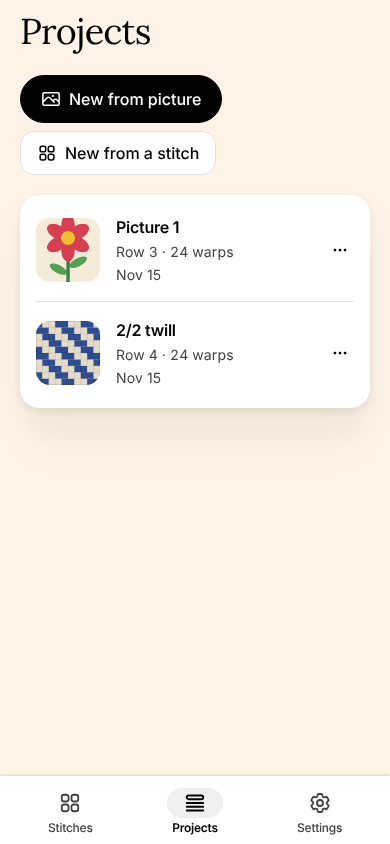 Projects
New from picture
New from a stitch
Picture 1
Row 3 · 24 warps
Nov 15
2/2 twill
Row 4 · 24 warps
Nov 15
Stitches
Projects
Settings